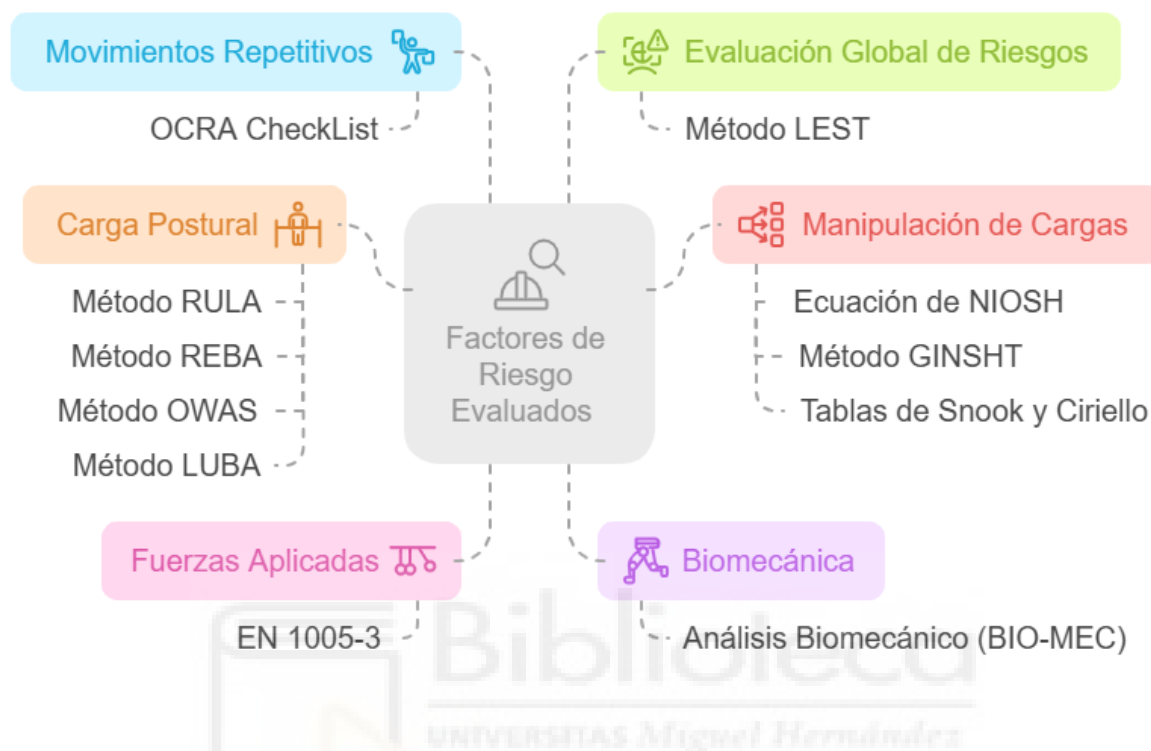 Movimientos Repetitivos
OCRA CheckList
Evaluación Global de Riesgos
Método LEST
Carga Postural
Método RULA
Método REBA
Método OWAS
Método LUBA
Factores de
Riesgo
Evaluados
Manipulación de Cargas
Ecuación de NIOSH
Método GINSHT
Tablas de Snook y Ciriello
Fuerzas Aplicadas
EN 1005-3
Biomecánica
Análisis Biomecánico (BIO-MEC)
Biblioteca
UNIVERSITAS Miguel Hernández